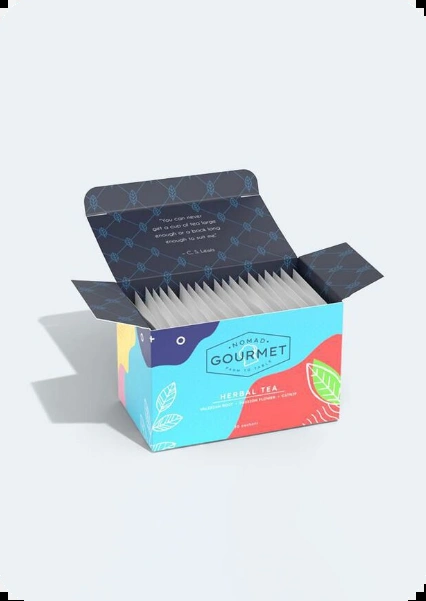 "You can never
get a cup of tea large
enough or a book long
enough to suit me"
- C. S. Lewis
NOMAD
GOURMET
FARM TO TABLE
HERBAL TEA